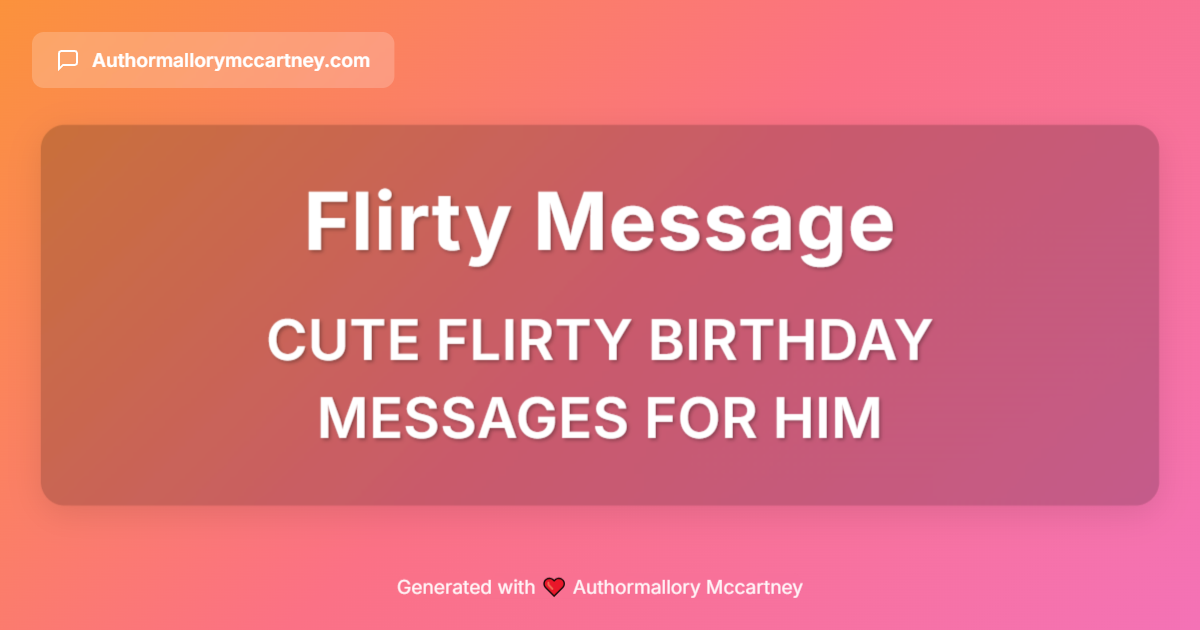 Authormallorymccartney.com
Flirty Message
CUTE FLIRTY BIRTHDAY
MESSAGES FOR HIM
Generated with ❤️ Authormallory Mccartney